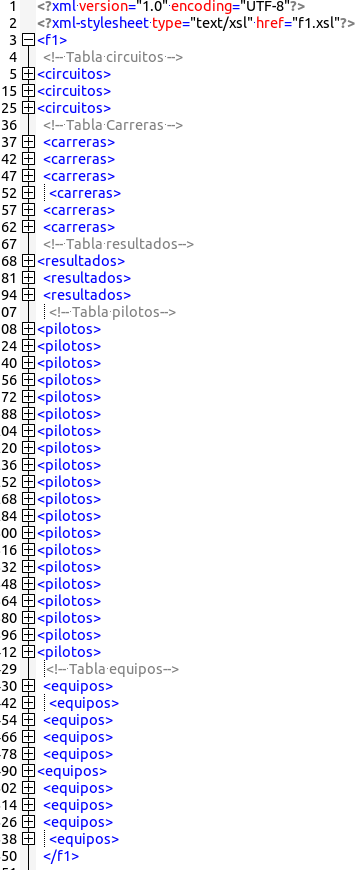 1 <?xml version="1.0" encoding="UTF-8"?>
2 <?xml-stylesheet type="text/xsl" href="f1.xsl"?>
3 <f1>
4 <!-- Tabla circuitos -->
5 <circuitos>
15 <circuitos>
25 <circuitos>
36 <!-- Tabla Carreras -->
37 <carreras>
42 <carreras>
47 <carreras>
52 <carreras>
57 <carreras>
62 <carreras>
67 <!-- Tabla resultados-->
68 <resultados>
81 <resultados>
94 <resultados>
07 <!-- Tabla pilotos-->
08 <pilotos>
24 <pilotos>
40 <pilotos>
56 <pilotos>
72 <pilotos>
88 <pilotos>
04 <pilotos>
20 <pilotos>
36 <pilotos>
52 <pilotos>
68 <pilotos>
84 <pilotos>
00 <pilotos>
16 <pilotos>
32 <pilotos>
48 <pilotos>
64 <pilotos>
80 <pilotos>
96 <pilotos>
12 <pilotos>
29 <!-- Tabla equipos-->
30 <equipos>
42 <equipos>
54 <equipos>
66 <equipos>
78 <equipos>
90 <equipos>
02 <equipos>
14 <equipos>
26 <equipos>
38 <equipos>
50 </f1>